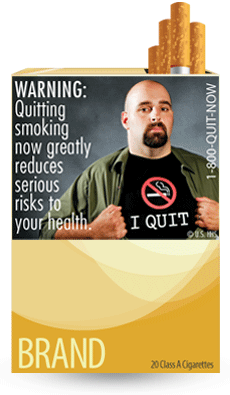 WARNING:
Quitting
smoking
now greatly
reduces
serious
risks to
your health.
1-800-QUIT-NOW
I QUIT
© U.S. HHS
BRAND
20 Class A Cigarettes